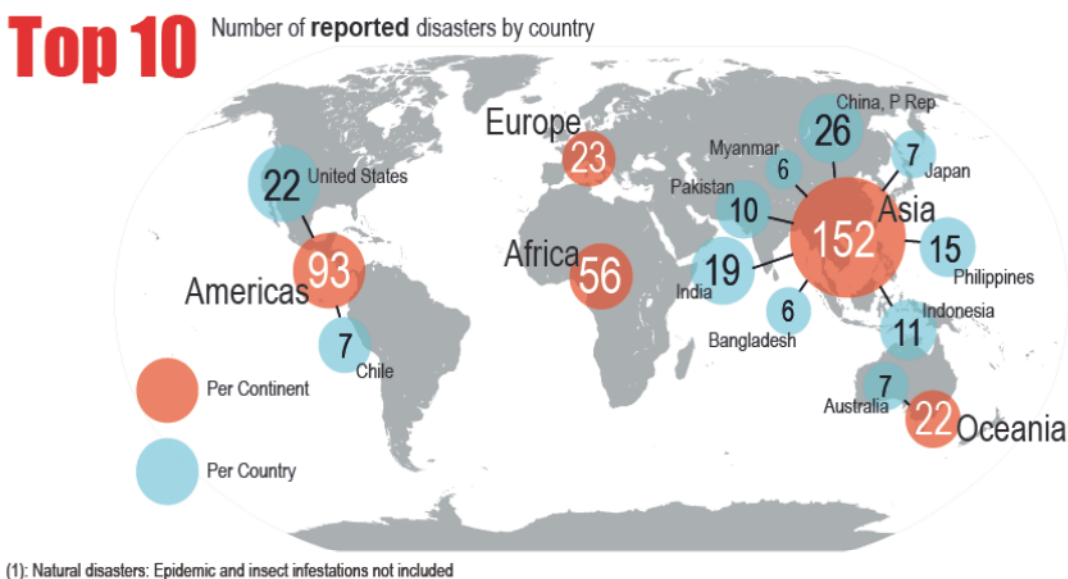 Top 10
Number of reported disasters by country
Europe
23
China, P Rep
26
Myanmar
6
7
Japan
22
United States
Pakistan
10
Asia
152
Africa
56
19
India
15
Philippines
93
Americas
6
Bangladesh
Indonesia
11
7
Chile
7
Australia
22
Oceania
Per Continent
Per Country
(1): Natural disasters: Epidemic and insect infestations not included